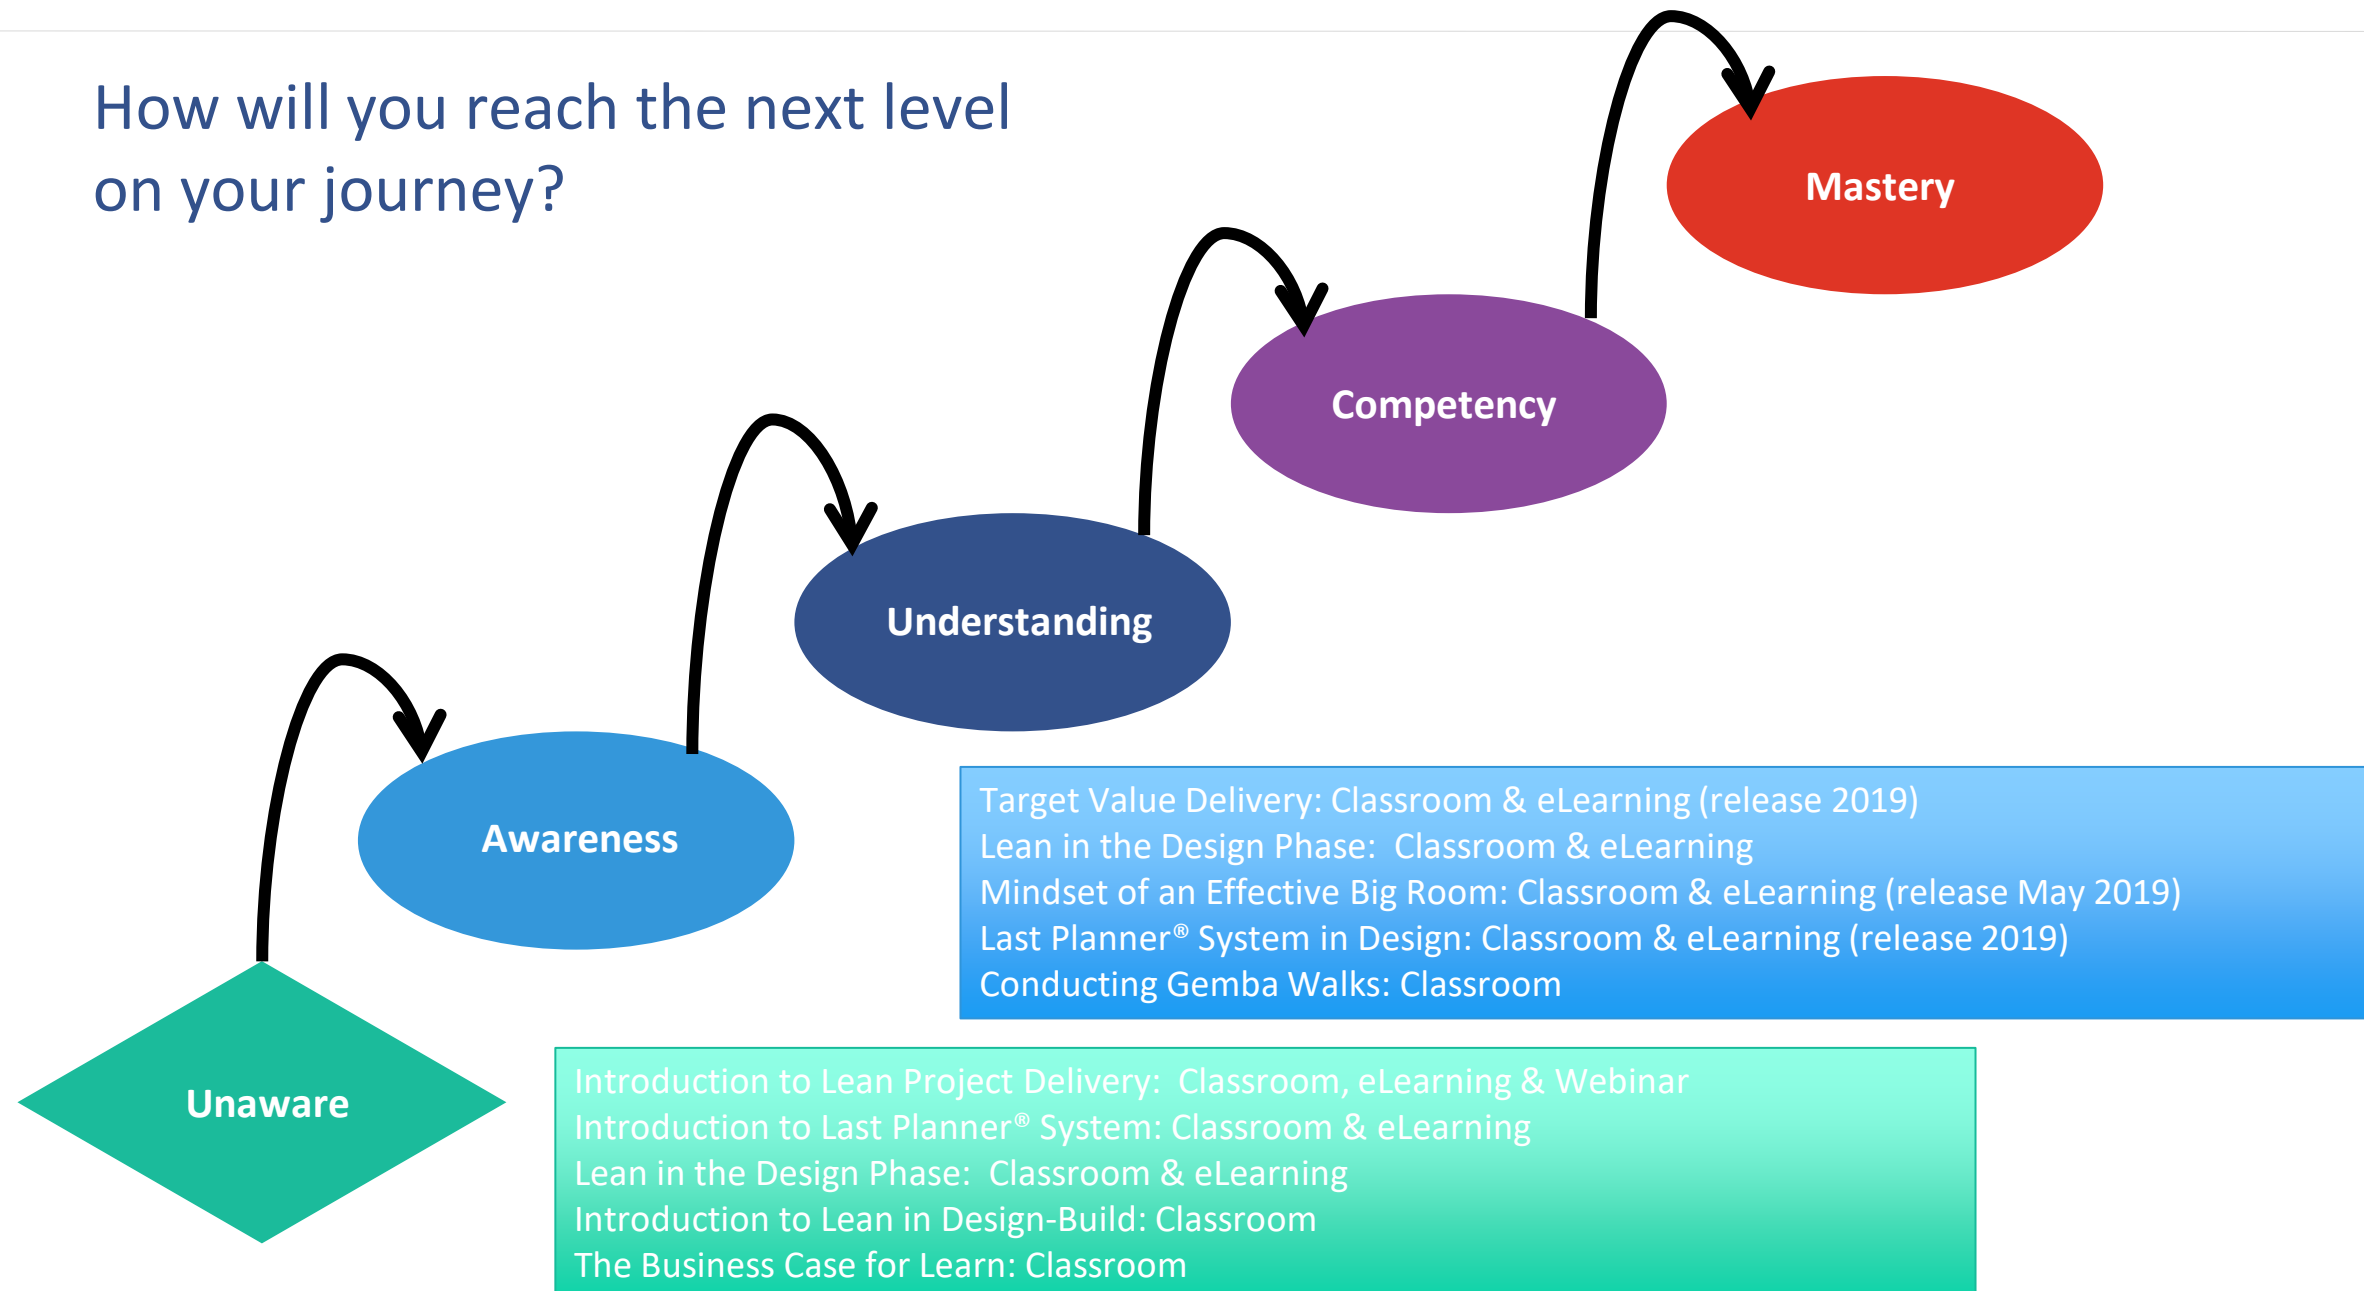 How will you reach the next level
on your journey?
Mastery
Competency
Understanding
Awareness
Unaware
Target Value Delivery: Classroom & eLearning (release 2019)
Lean in the Design Phase:  Classroom & eLearning
Mindset of an Effective Big Room: Classroom & eLearning (release May 2019)
Last Planner® System in Design: Classroom & eLearning (release 2019)
Conducting Gemba Walks: Classroom
Introduction to Lean Project Delivery:  Classroom, eLearning & Webinar
Introduction to Last Planner® System: Classroom & eLearning
Lean in the Design Phase:  Classroom & eLearning
Introduction to Lean in Design-Build: Classroom
The Business Case for Learn: Classroom